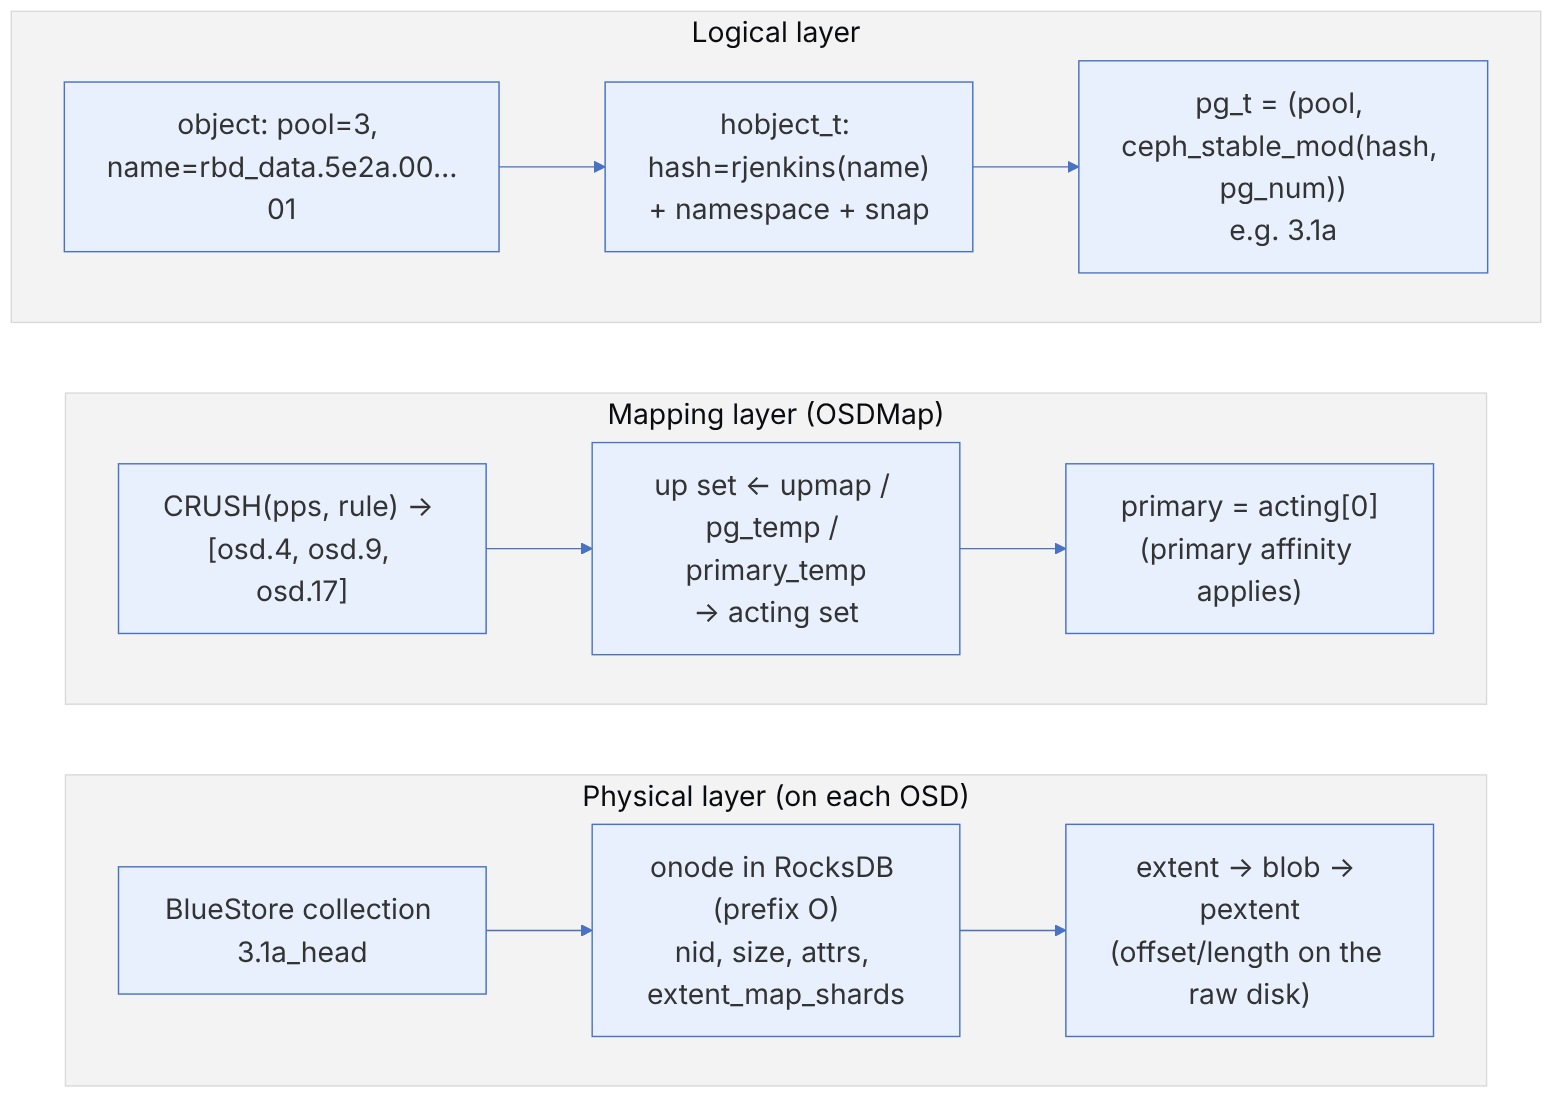 Logical layer
object: pool=3,
name=rbd_data.5e2a.00…
01
hobject_t:
hash=rjenkins(name)
+ namespace + snap
pg_t = (pool,
ceph_stable_mod(hash,
pg_num))
e.g. 3.1a
Mapping layer (OSDMap)
CRUSH(pps, rule) →
[osd.4, osd.9,
osd.17]
up set ← upmap /
pg_temp /
primary_temp
→ acting set
primary = acting[0]
(primary affinity
applies)
Physical layer (on each OSD)
BlueStore collection
3.1a_head
onode in RocksDB
(prefix O)
nid, size, attrs,
extent_map_shards
extent → blob →
pextent
(offset/length on the
raw disk)